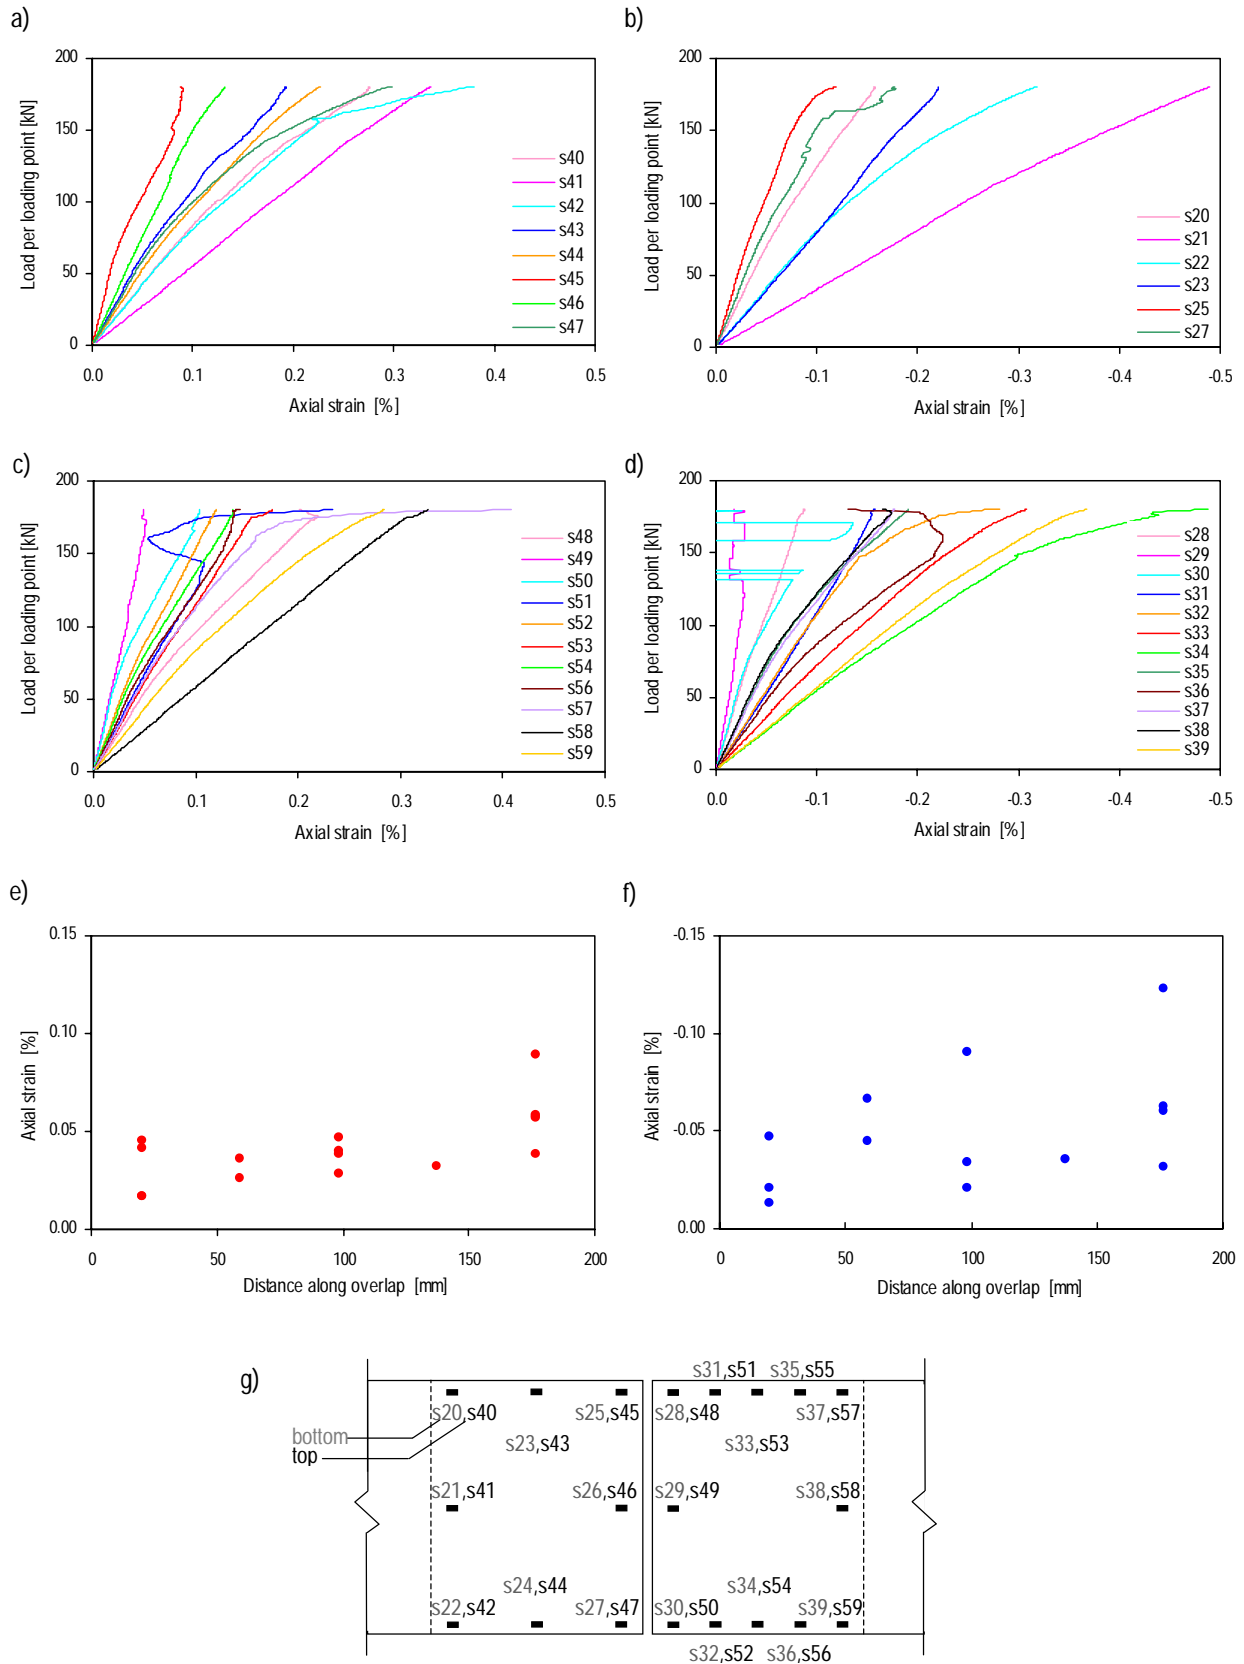 a)
200
150
100
50
0
Load per loading point [kN]
0.0 0.1 0.2 0.3 0.4 0.5
Axial strain [%]
s40
s41
s42
s43
s44
s45
s46
s47
b)
200
150
100
50
0
Load per loading point [kN]
0.0 -0.1 -0.2 -0.3 -0.4 -0.5
Axial strain [%]
s20
s21
s22
s23
s25
s27
c)
200
150
100
50
0
Load per loading point [kN]
0.0 0.1 0.2 0.3 0.4 0.5
Axial strain [%]
s48
s49
s50
s51
s52
s53
s54
s56
s57
s58
s59
d)
200
150
100
50
0
Load per loading point [kN]
0.0 -0.1 -0.2 -0.3 -0.4 -0.5
Axial strain [%]
s28
s29
s30
s31
s32
s33
s34
s35
s36
s37
s38
s39
e)
0.15
0.10
0.05
0.00
Axial strain [%]
0 50 100 150 200
Distance along overlap [mm]
f)
-0.15
-0.10
-0.05
0.00
Axial strain [%]
0 50 100 150 200
Distance along overlap [mm]
g)
s31,s51 s35,s55
s20,s40 s25,s45 s28,s48 s37,s57
bottom
top
s23,s43 s33,s53
s21,s41 s26,s46 s29,s49 s38,s58
s24,s44 s34,s54
s22,s42 s27,s47 s30,s50 s39,s59
s32,s52 s36,s56